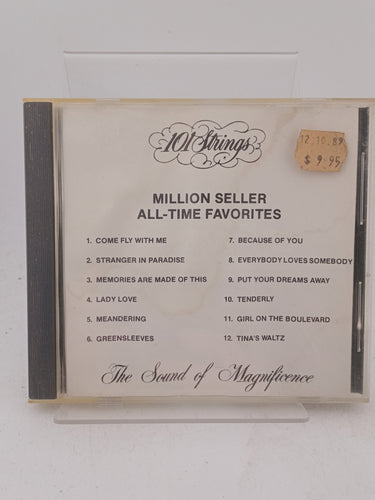 101 Strings
12.10.89
$ 9.95
MILLION SELLER
ALL-TIME FAVORITES
1. COME FLY WITH ME
2. STRANGER IN PARADISE
3. MEMORIES ARE MADE OF THIS
4. LADY LOVE
5. MEANDERING
6. GREENSLEEVES
7. BECAUSE OF YOU
8. EVERYBODY LOVES SOMEBODY
9. PUT YOUR DREAMS AWAY
10. TENDERLY
11. GIRL ON THE BOULEVARD
12. TINA'S WALTZ
The Sound of Magnificence